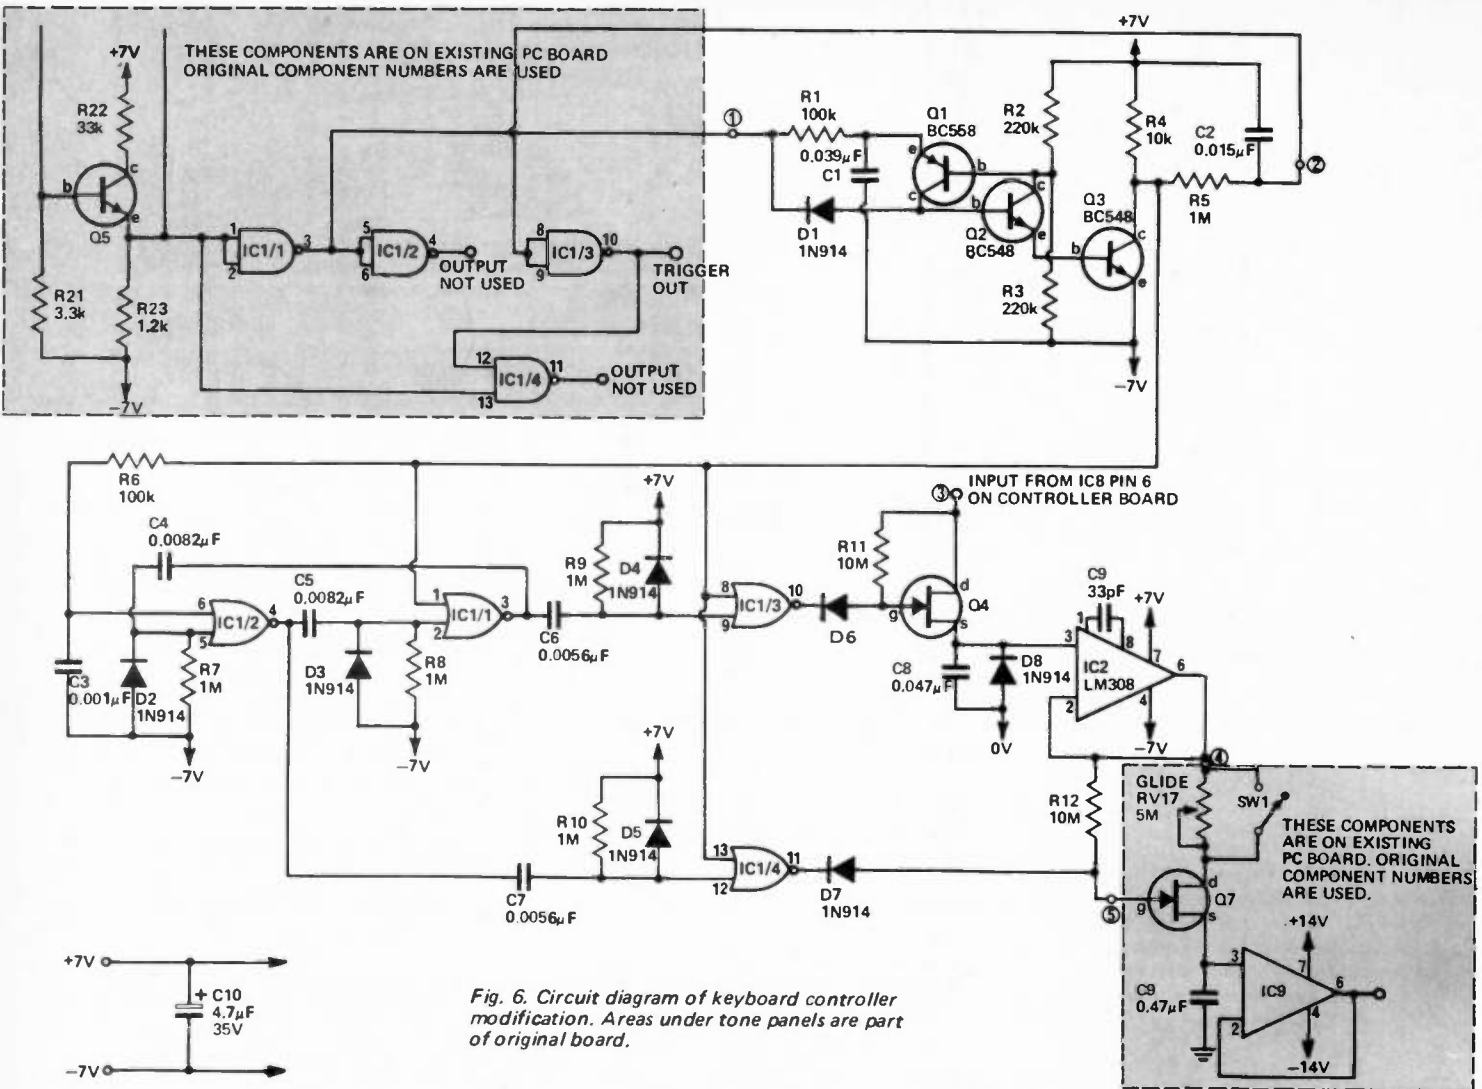 +7V
THESE COMPONENTS ARE ON EXISTING PC BOARD
ORIGINAL COMPONENT NUMBERS ARE USED
R22
33k
c
b
e
Q5
R21
3.3k
R23
1.2k
-7V
1
2
IC1/1
3
5
6
IC1/2
4
OUTPUT
NOT USED
8
9
IC1/3
10
TRIGGER
OUT
12
13
IC1/4
11
OUTPUT
NOT USED
+7V
1
R1
100k
0.039µF
C1
Q1
BC558
e
b
c
D1
1N914
R2
220k
b
c
e
Q2
BC548
R3
220k
R4
10k
C2
0.015µF
2
R5
1M
Q3
BC548
c
b
e
-7V
R6
100k
C4
0.0082µF
C5
0.0082µF
6
5
IC1/2
4
C3
0.001µF
D2
1N914
R7
1M
-7V
D3
1N914
R8
1M
-7V
1
2
IC1/1
3
C6
0.0056µF
+7V
R9
1M
D4
1N914
8
9
IC1/3
10
D6
3
INPUT FROM IC8 PIN 6
ON CONTROLLER BOARD
R11
10M
d
g
s
Q4
C8
0.047µF
D8
1N914
0V
C9
33pF
1
8
+7V
3
2
7
6
4
IC2
LM308
-7V
4
+7V
R10
1M
D5
1N914
C7
0.0056µF
13
12
IC1/4
11
D7
1N914
R12
10M
5
GLIDE
RV17
5M
SW1
THESE COMPONENTS
ARE ON EXISTING
PC BOARD. ORIGINAL
COMPONENT NUMBERS
ARE USED.
d
g
s
Q7
+14V
3
7
IC9
6
2
4
C9
0.47µF
-14V
+7V
+
C10
4.7µF
35V
-7V
Fig. 6. Circuit diagram of keyboard controller
modification. Areas under tone panels are part
of original board.